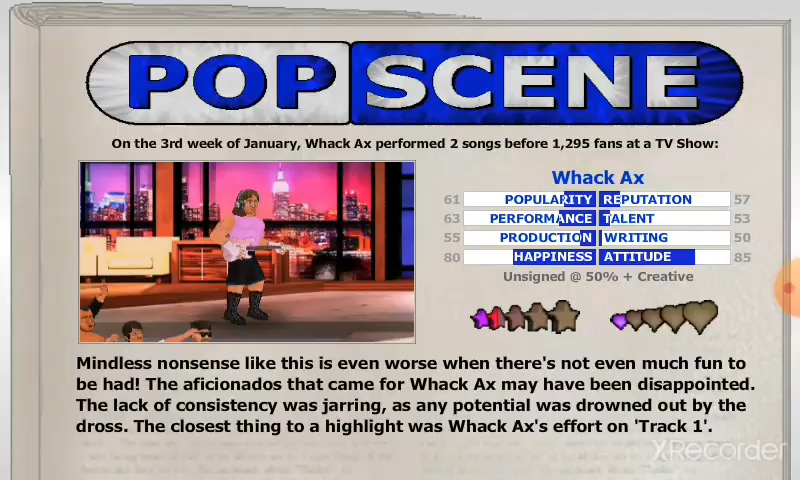 POP SCENE
On the 3rd week of January, Whack Ax performed 2 songs before 1,295 fans at a TV Show:
Whack Ax
61 POPULARITY REPUTATION 57
63 PERFORMANCE TALENT 53
55 PRODUCTION WRITING 50
80 HAPPINESS ATTITUDE 85
Unsigned @ 50% + Creative
Mindless nonsense like this is even worse when there's not even much fun to
be had! The aficionados that came for Whack Ax may have been disappointed.
The lack of consistency was jarring, as any potential was drowned out by the
dross. The closest thing to a highlight was Whack Ax's effort on 'Track 1'.
XRecorder